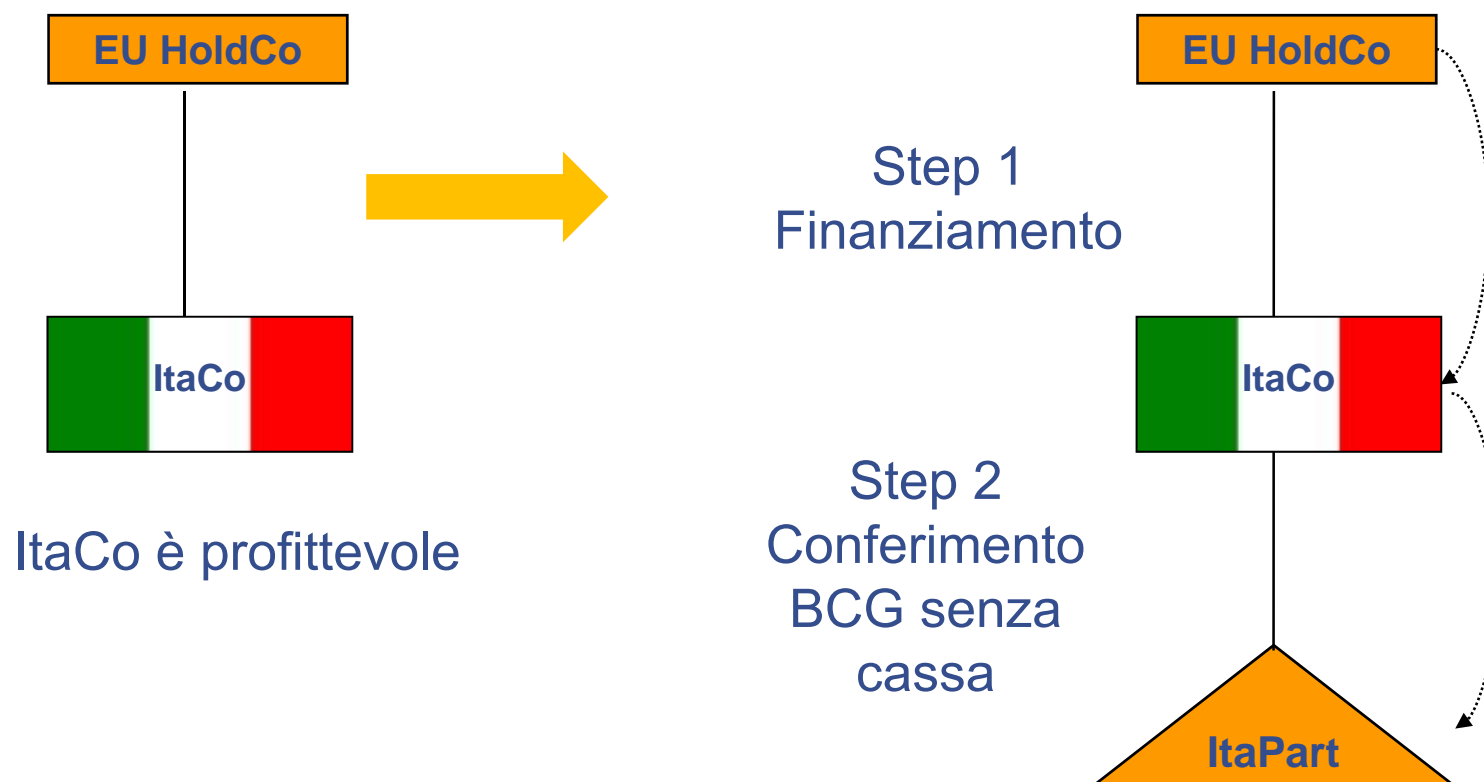 EU HoldCo
ItaCo
ItaCo è profittevole
EU HoldCo
Step 1
Finanziamento
ItaCo
Step 2
Conferimento
BCG senza
cassa
ItaPart